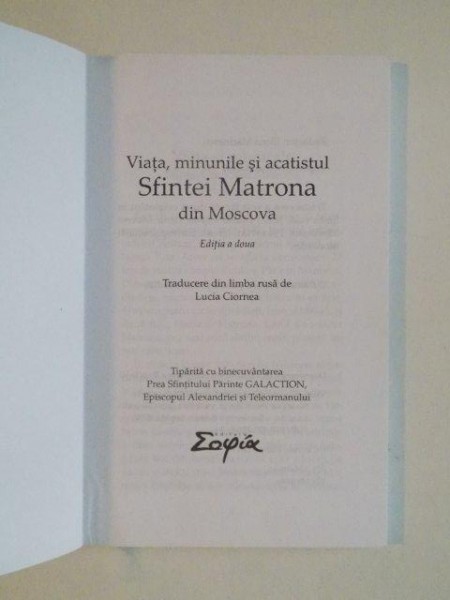 Viața, minunile și acatistul
Sfintei Matrona
din Moscova
Ediția a doua
Traducere din limba rusă de
Lucia Ciornea
Tipărită cu binecuvântarea
Prea Sfințitului Părinte GALACTION,
Episcopul Alexandriei și Teleormanului
Σοφία